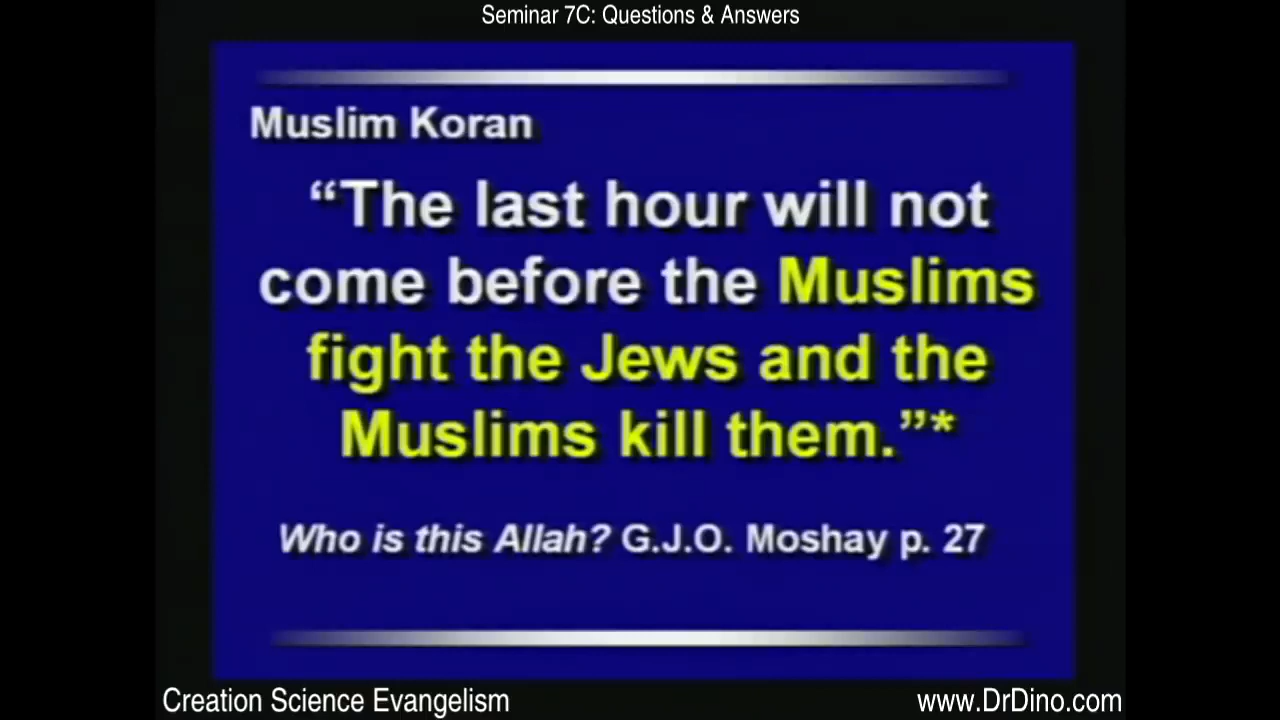 Seminar 7C: Questions & Answers
Muslim Koran
“The last hour will not
come before the Muslims
fight the Jews and the
Muslims kill them.”*
Who is this Allah? G.J.O. Moshay p. 27
Creation Science Evangelism
www.DrDino.com